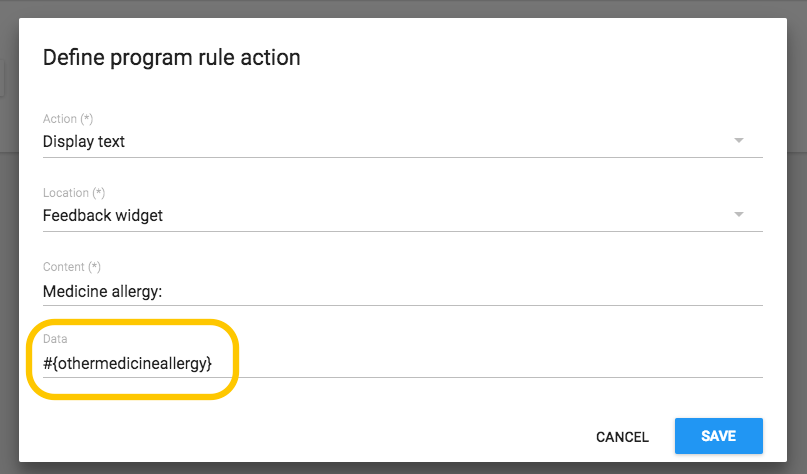 Define program rule action
Action (*)
Display text
Location (*)
Feedback widget
Content (*)
Medicine allergy:
Data
#{othermedicineallergy}
CANCEL
SAVE